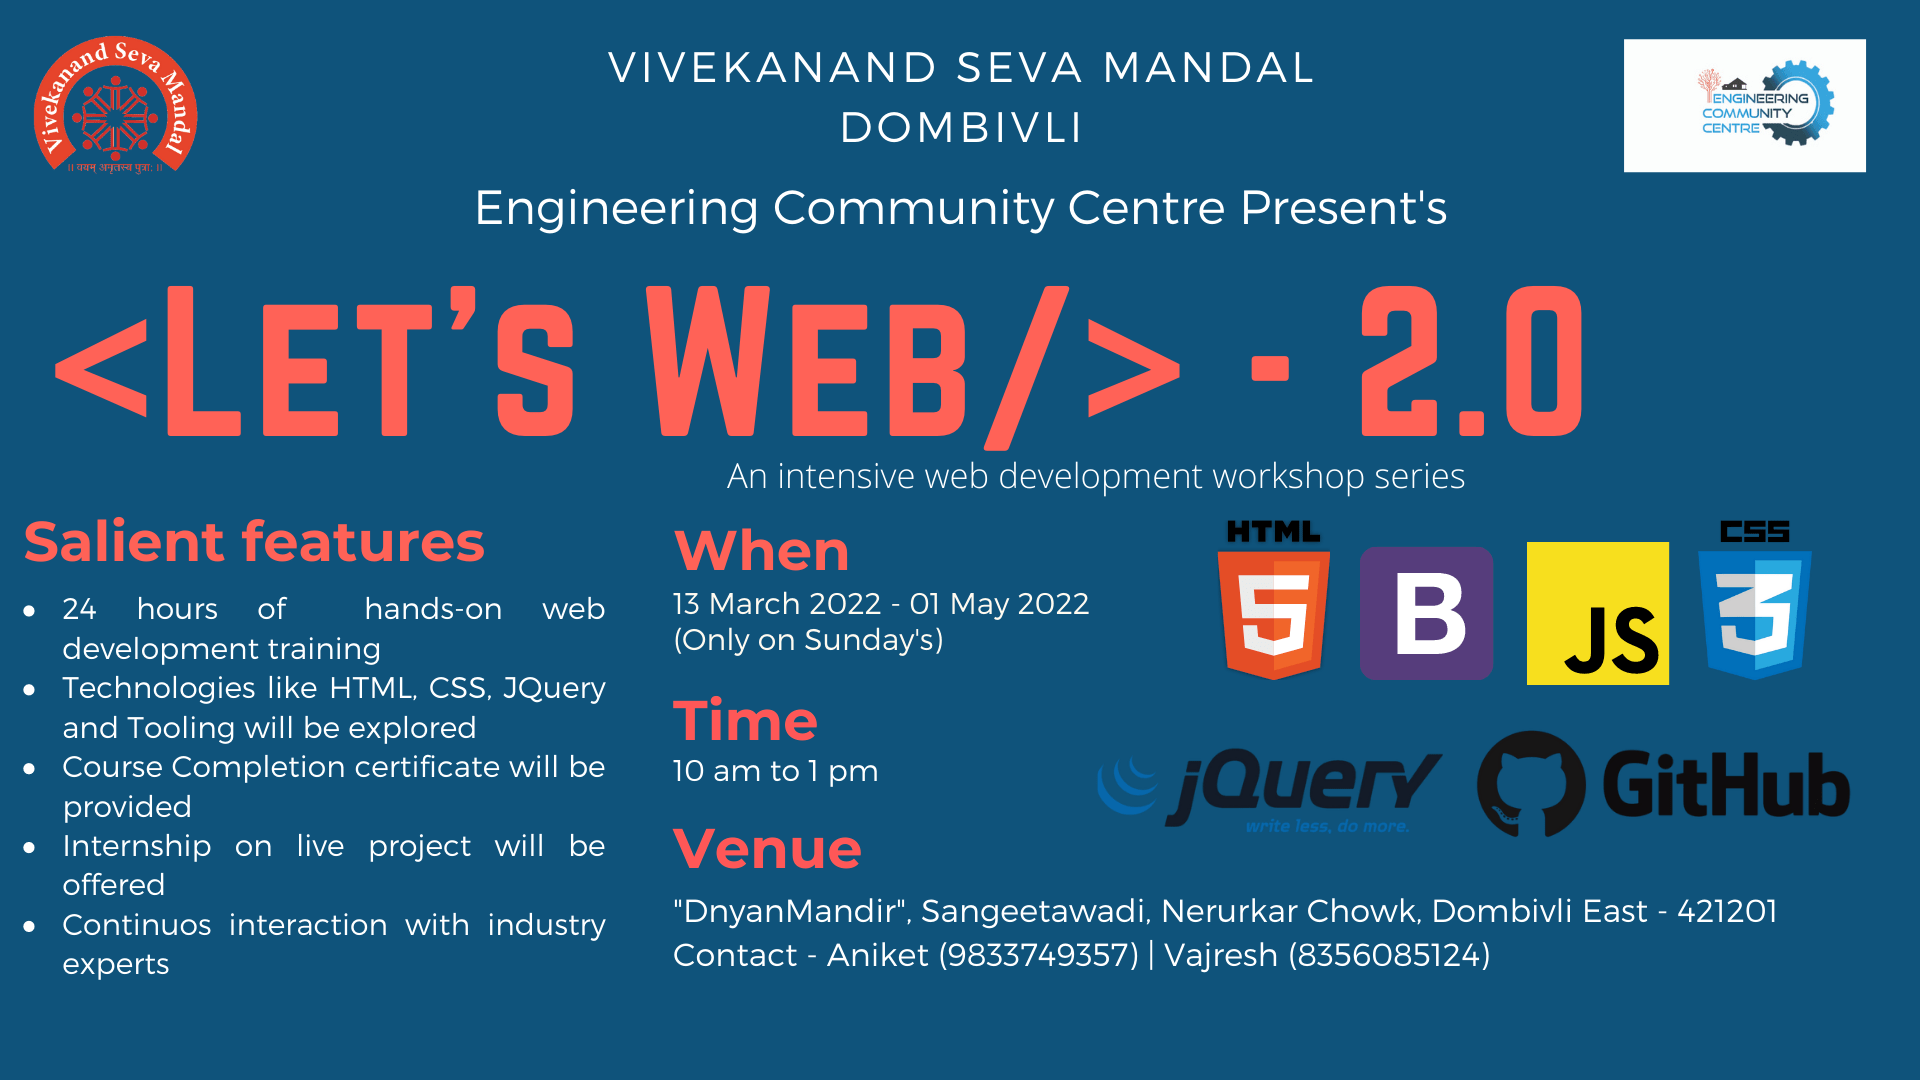 Vivekanand Seva Mandal
।। वयम् अमृतस्य पुत्राः ।।
VIVEKANAND SEVA MANDAL
DOMBIVLI
ENGINEERING
COMMUNITY
CENTRE
Engineering Community Centre Present's
<LET'S WEB/> - 2.0
An intensive web development workshop series
Salient features
• 24 hours of hands-on web
development training
• Technologies like HTML, CSS, JQuery
and Tooling will be explored
• Course Completion certificate will be
provided
• Internship on live project will be
offered
• Continuos interaction with industry
experts
When
13 March 2022 - 01 May 2022
(Only on Sunday's)
Time
10 am to 1 pm
Venue
"DnyanMandir", Sangeetawadi, Nerurkar Chowk, Dombivli East - 421201
Contact - Aniket (9833749357) | Vajresh (8356085124)
HTML
5
B
JS
CSS
3
jQuery
write less, do more.
GitHub